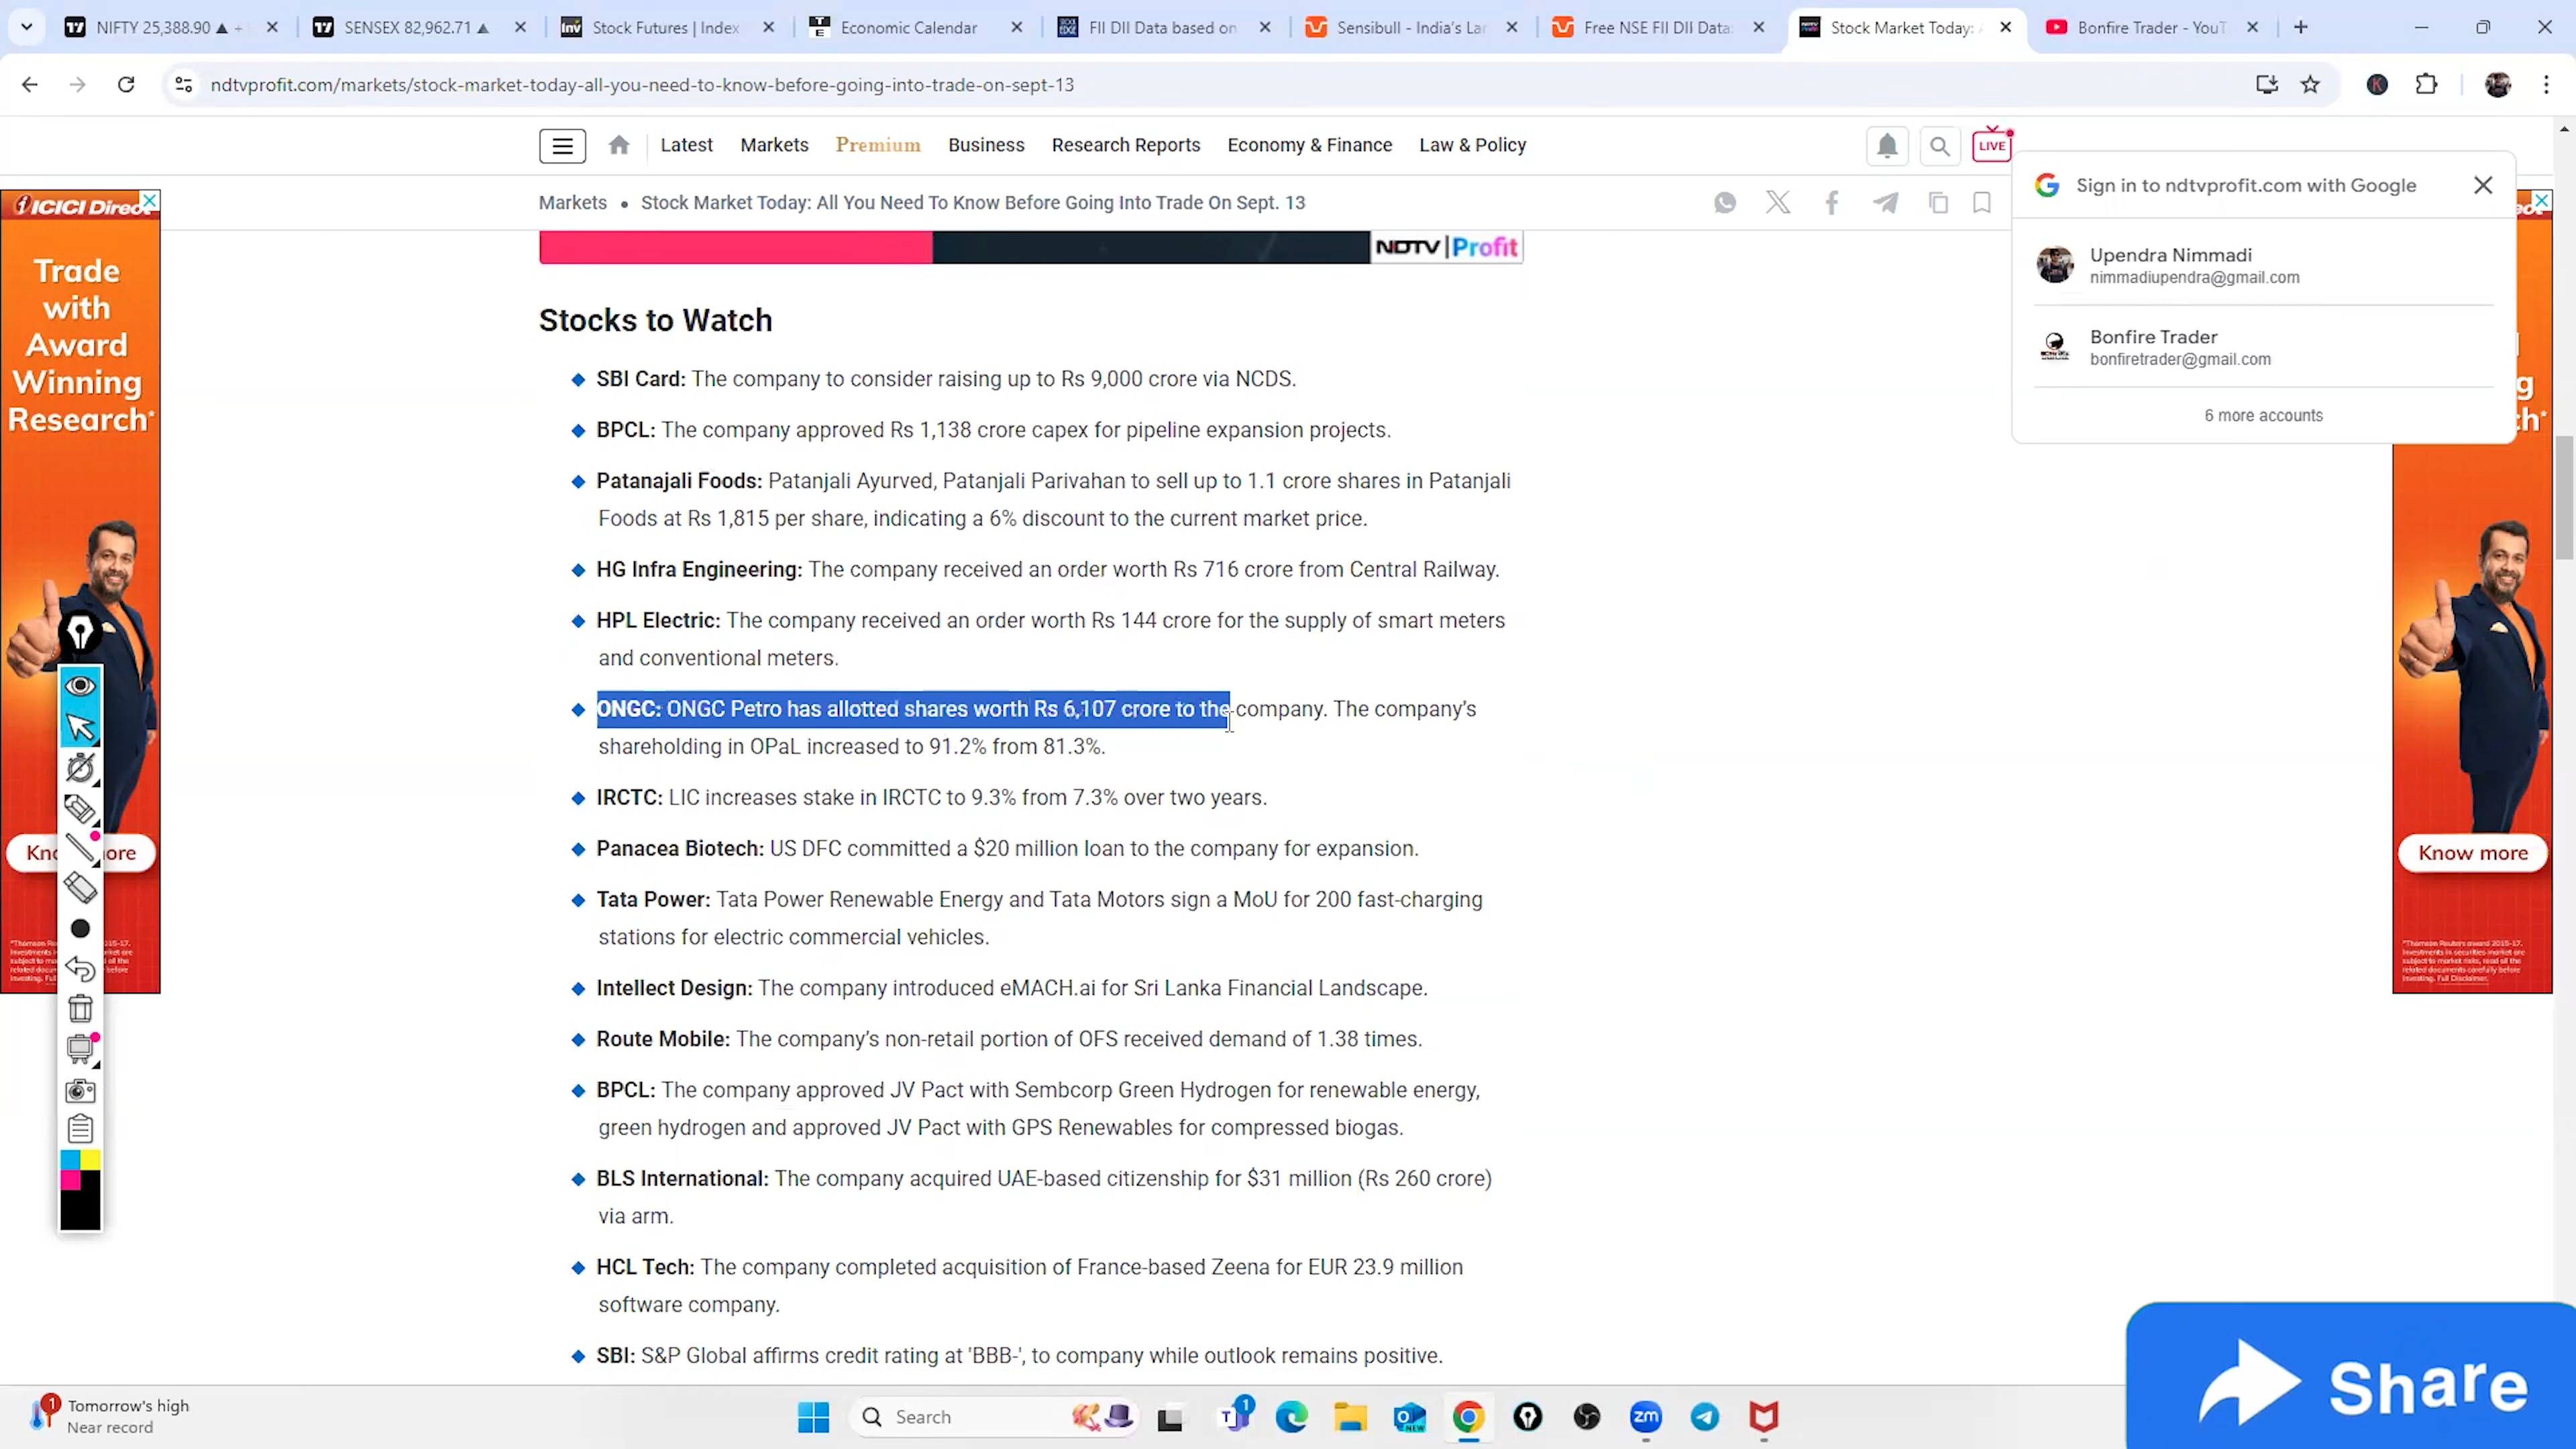 NIFTY 25,388.90 ▲ +
SENSEX 82,962.71 ▲
Stock Futures | Index
Economic Calendar
FII DII Data based on
Sensibull - India's Lar
Free NSE FII DII Data:
Stock Market Today:
Bonfire Trader - YouT
ndtvprofit.com/markets/stock-market-today-all-you-need-to-know-before-going-into-trade-on-sept-13
Latest Markets Premium Business Research Reports Economy & Finance Law & Policy
LIVE
Markets • Stock Market Today: All You Need To Know Before Going Into Trade On Sept. 13
Sign in to ndtvprofit.com with Google
Upendra Nimmadi
nimmadiupendra@gmail.com
Bonfire Trader
bonfiretrader@gmail.com
6 more accounts
ICICI Direct
Trade
with
Award
Winning
Research*
NDTV | Profit
Stocks to Watch
SBI Card: The company to consider raising up to Rs 9,000 crore via NCDS.
BPCL: The company approved Rs 1,138 crore capex for pipeline expansion projects.
Patanajali Foods: Patanjali Ayurved, Patanjali Parivahan to sell up to 1.1 crore shares in Patanjali
Foods at Rs 1,815 per share, indicating a 6% discount to the current market price.
HG Infra Engineering: The company received an order worth Rs 716 crore from Central Railway.
HPL Electric: The company received an order worth Rs 144 crore for the supply of smart meters
and conventional meters.
ONGC: ONGC Petro has allotted shares worth Rs 6,107 crore to the company. The company's
shareholding in OPaL increased to 91.2% from 81.3%.
IRCTC: LIC increases stake in IRCTC to 9.3% from 7.3% over two years.
Panacea Biotech: US DFC committed a $20 million loan to the company for expansion.
Tata Power: Tata Power Renewable Energy and Tata Motors sign a MoU for 200 fast-charging
stations for electric commercial vehicles.
Intellect Design: The company introduced eMACH.ai for Sri Lanka Financial Landscape.
Route Mobile: The company's non-retail portion of OFS received demand of 1.38 times.
BPCL: The company approved JV Pact with Sembcorp Green Hydrogen for renewable energy,
green hydrogen and approved JV Pact with GPS Renewables for compressed biogas.
BLS International: The company acquired UAE-based citizenship for $31 million (Rs 260 crore)
via arm.
HCL Tech: The company completed acquisition of France-based Zeena for EUR 23.9 million
software company.
SBI: S&P Global affirms credit rating at 'BBB-', to company while outlook remains positive.
Know more
Share
1
Tomorrow's high
Near record
Search
1
zm